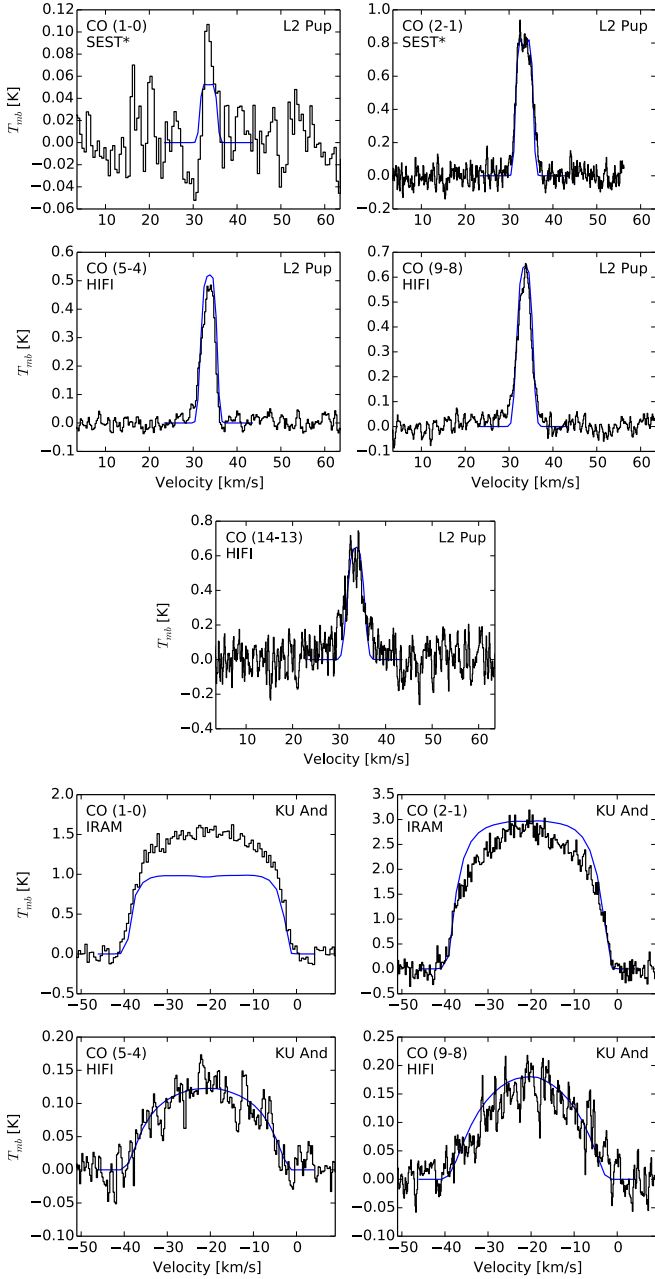 CO (1-0) L2 Pup
SEST*
T_mb [K]
0.12
0.10
0.08
0.06
0.04
0.02
0.00
−0.02
−0.04
−0.06
10 20 30 40 50 60
CO (2-1) L2 Pup
SEST*
1.0
0.8
0.6
0.4
0.2
0.0
−0.2
10 20 30 40 50 60
CO (5-4) L2 Pup
HIFI
T_mb [K]
0.6
0.5
0.4
0.3
0.2
0.1
0.0
−0.1
10 20 30 40 50 60
Velocity [km/s]
CO (9-8) L2 Pup
HIFI
0.7
0.6
0.5
0.4
0.3
0.2
0.1
0.0
−0.1
10 20 30 40 50 60
Velocity [km/s]
CO (14-13) L2 Pup
HIFI
T_mb [K]
0.8
0.6
0.4
0.2
0.0
−0.2
−0.4
10 20 30 40 50 60
Velocity [km/s]
CO (1-0) KU And
IRAM
T_mb [K]
2.0
1.5
1.0
0.5
0.0
−0.5
−50 −40 −30 −20 −10 0
CO (2-1) KU And
IRAM
3.5
3.0
2.5
2.0
1.5
1.0
0.5
0.0
−0.5
−50 −40 −30 −20 −10 0
CO (5-4) KU And
HIFI
T_mb [K]
0.20
0.15
0.10
0.05
0.00
−0.05
−0.10
−50 −40 −30 −20 −10 0
CO (9-8) KU And
HIFI
0.25
0.20
0.15
0.10
0.05
0.00
−0.05
−0.10
−50 −40 −30 −20 −10 0